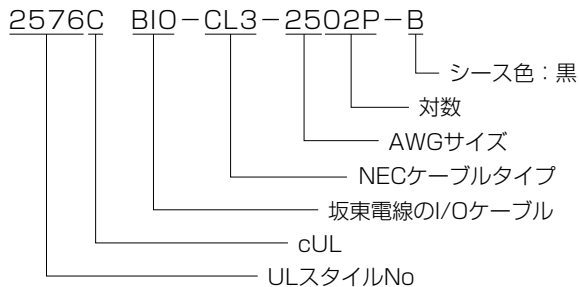 2576C BIO-CL3-2502P-B
シース色：黒
対数
AWGサイズ
NECケーブルタイプ
坂東電線のI/Oケーブル
cUL
ULスタイルNo